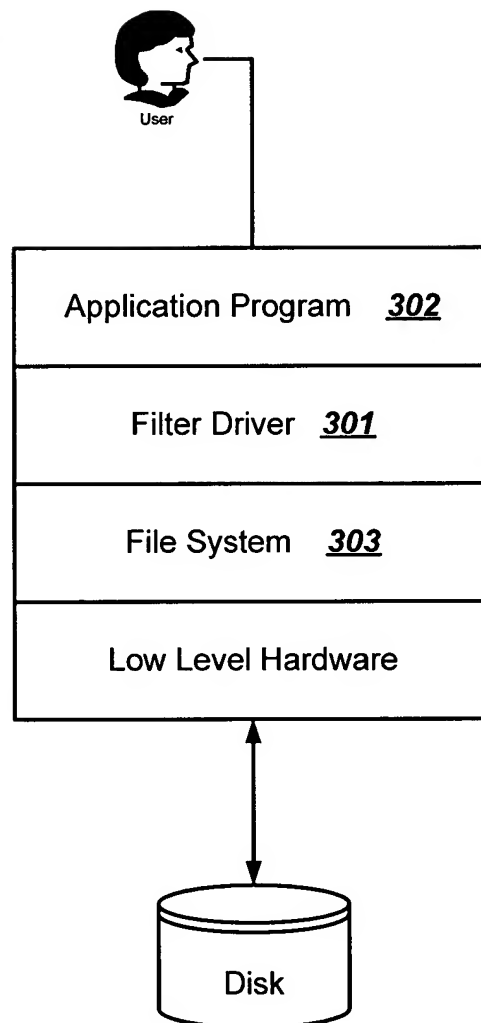 User
Application Program 302
Filter Driver 301
File System 303
Low Level Hardware
Disk